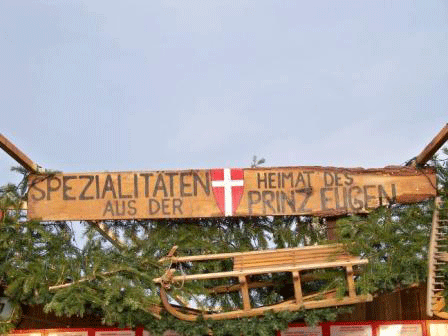 SPEZIALITÄTEN
AUS DER
HEIMAT DES
PRINZ EUGEN